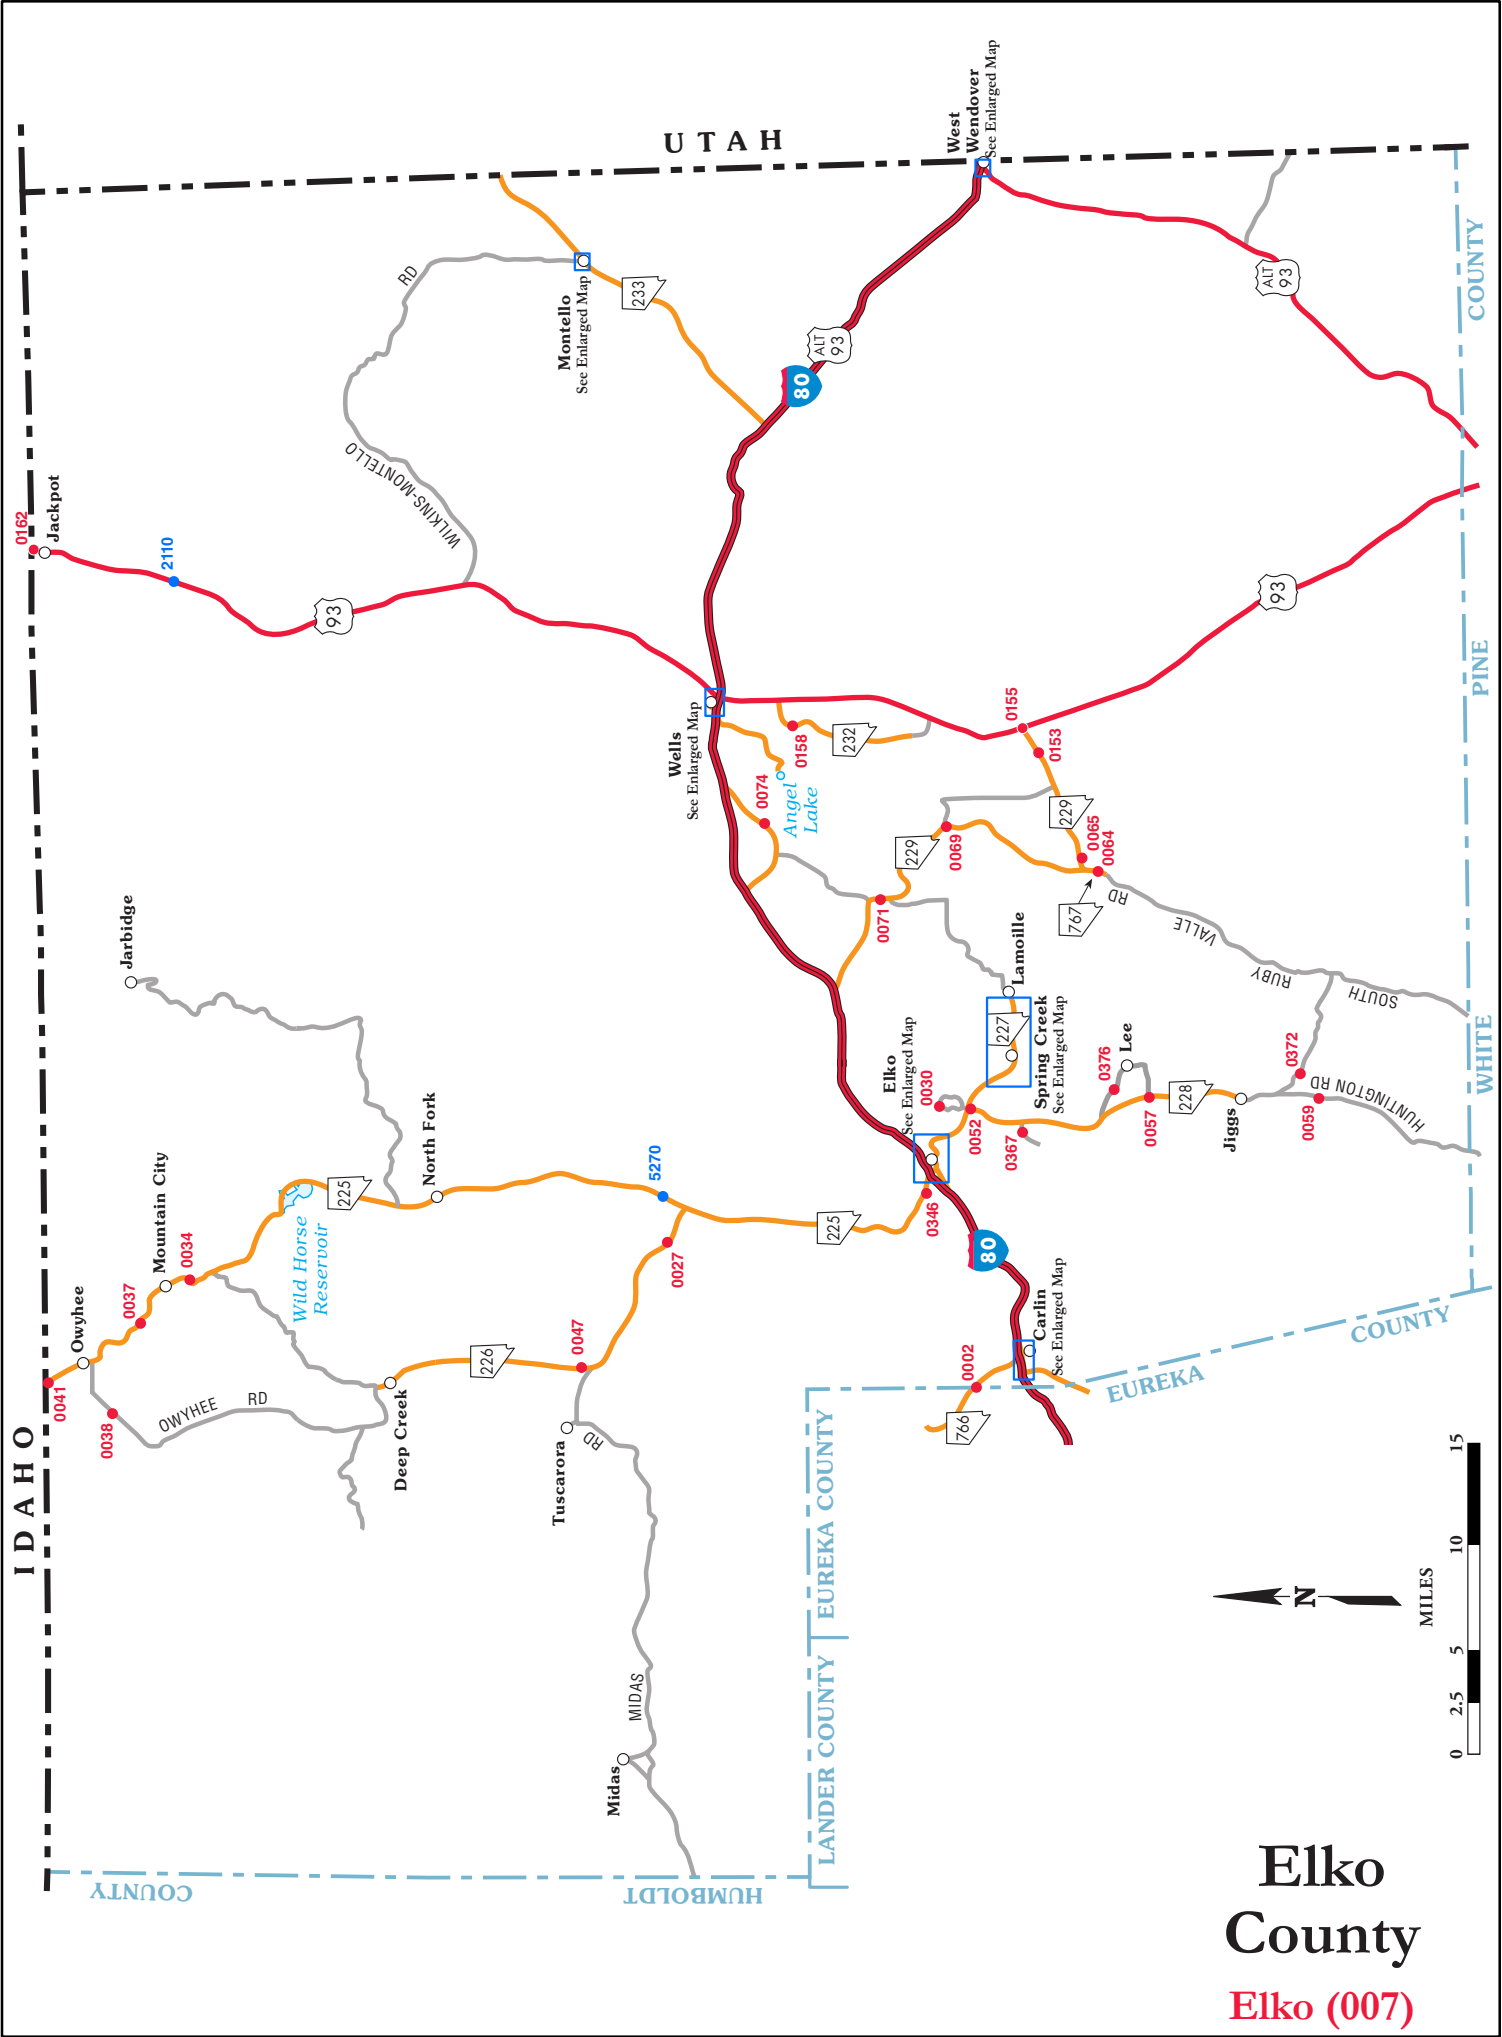 IDAHO
UTAH
0162
Jackpot
2110
93
WILKINS-MONTELLO
RD
Montello
See Enlarged Map
233
ALT
93
80
West
Wendover
See Enlarged Map
ALT
93
93
Wells
See Enlarged Map
0158
232
0074
Angel
Lake
0155
0153
229
0065
0064
767
229
0069
0071
RD
VALLE
RUBY
SOUTH
Jarbidge
Lamoille
227
Spring Creek
See Enlarged Map
Elko
See Enlarged Map
0030
0052
0367
0376
Lee
0057
228
Jiggs
0372
0059
HUNTINGTON RD
0346
80
Carlin
See Enlarged Map
0002
766
North Fork
5270
225
225
Wild Horse
Reservoir
Mountain City
0034
0037
Owyhee
0041
0038
OWYHEE RD
Deep Creek
226
0047
0027
Tuscarora
RD
MIDAS
Midas
HUMBOLDT
COUNTY
LANDER COUNTY
EUREKA COUNTY
EUREKA
COUNTY
WHITE
PINE
COUNTY
N
MILES
0 2.5 5 10 15
Elko
County
Elko (007)